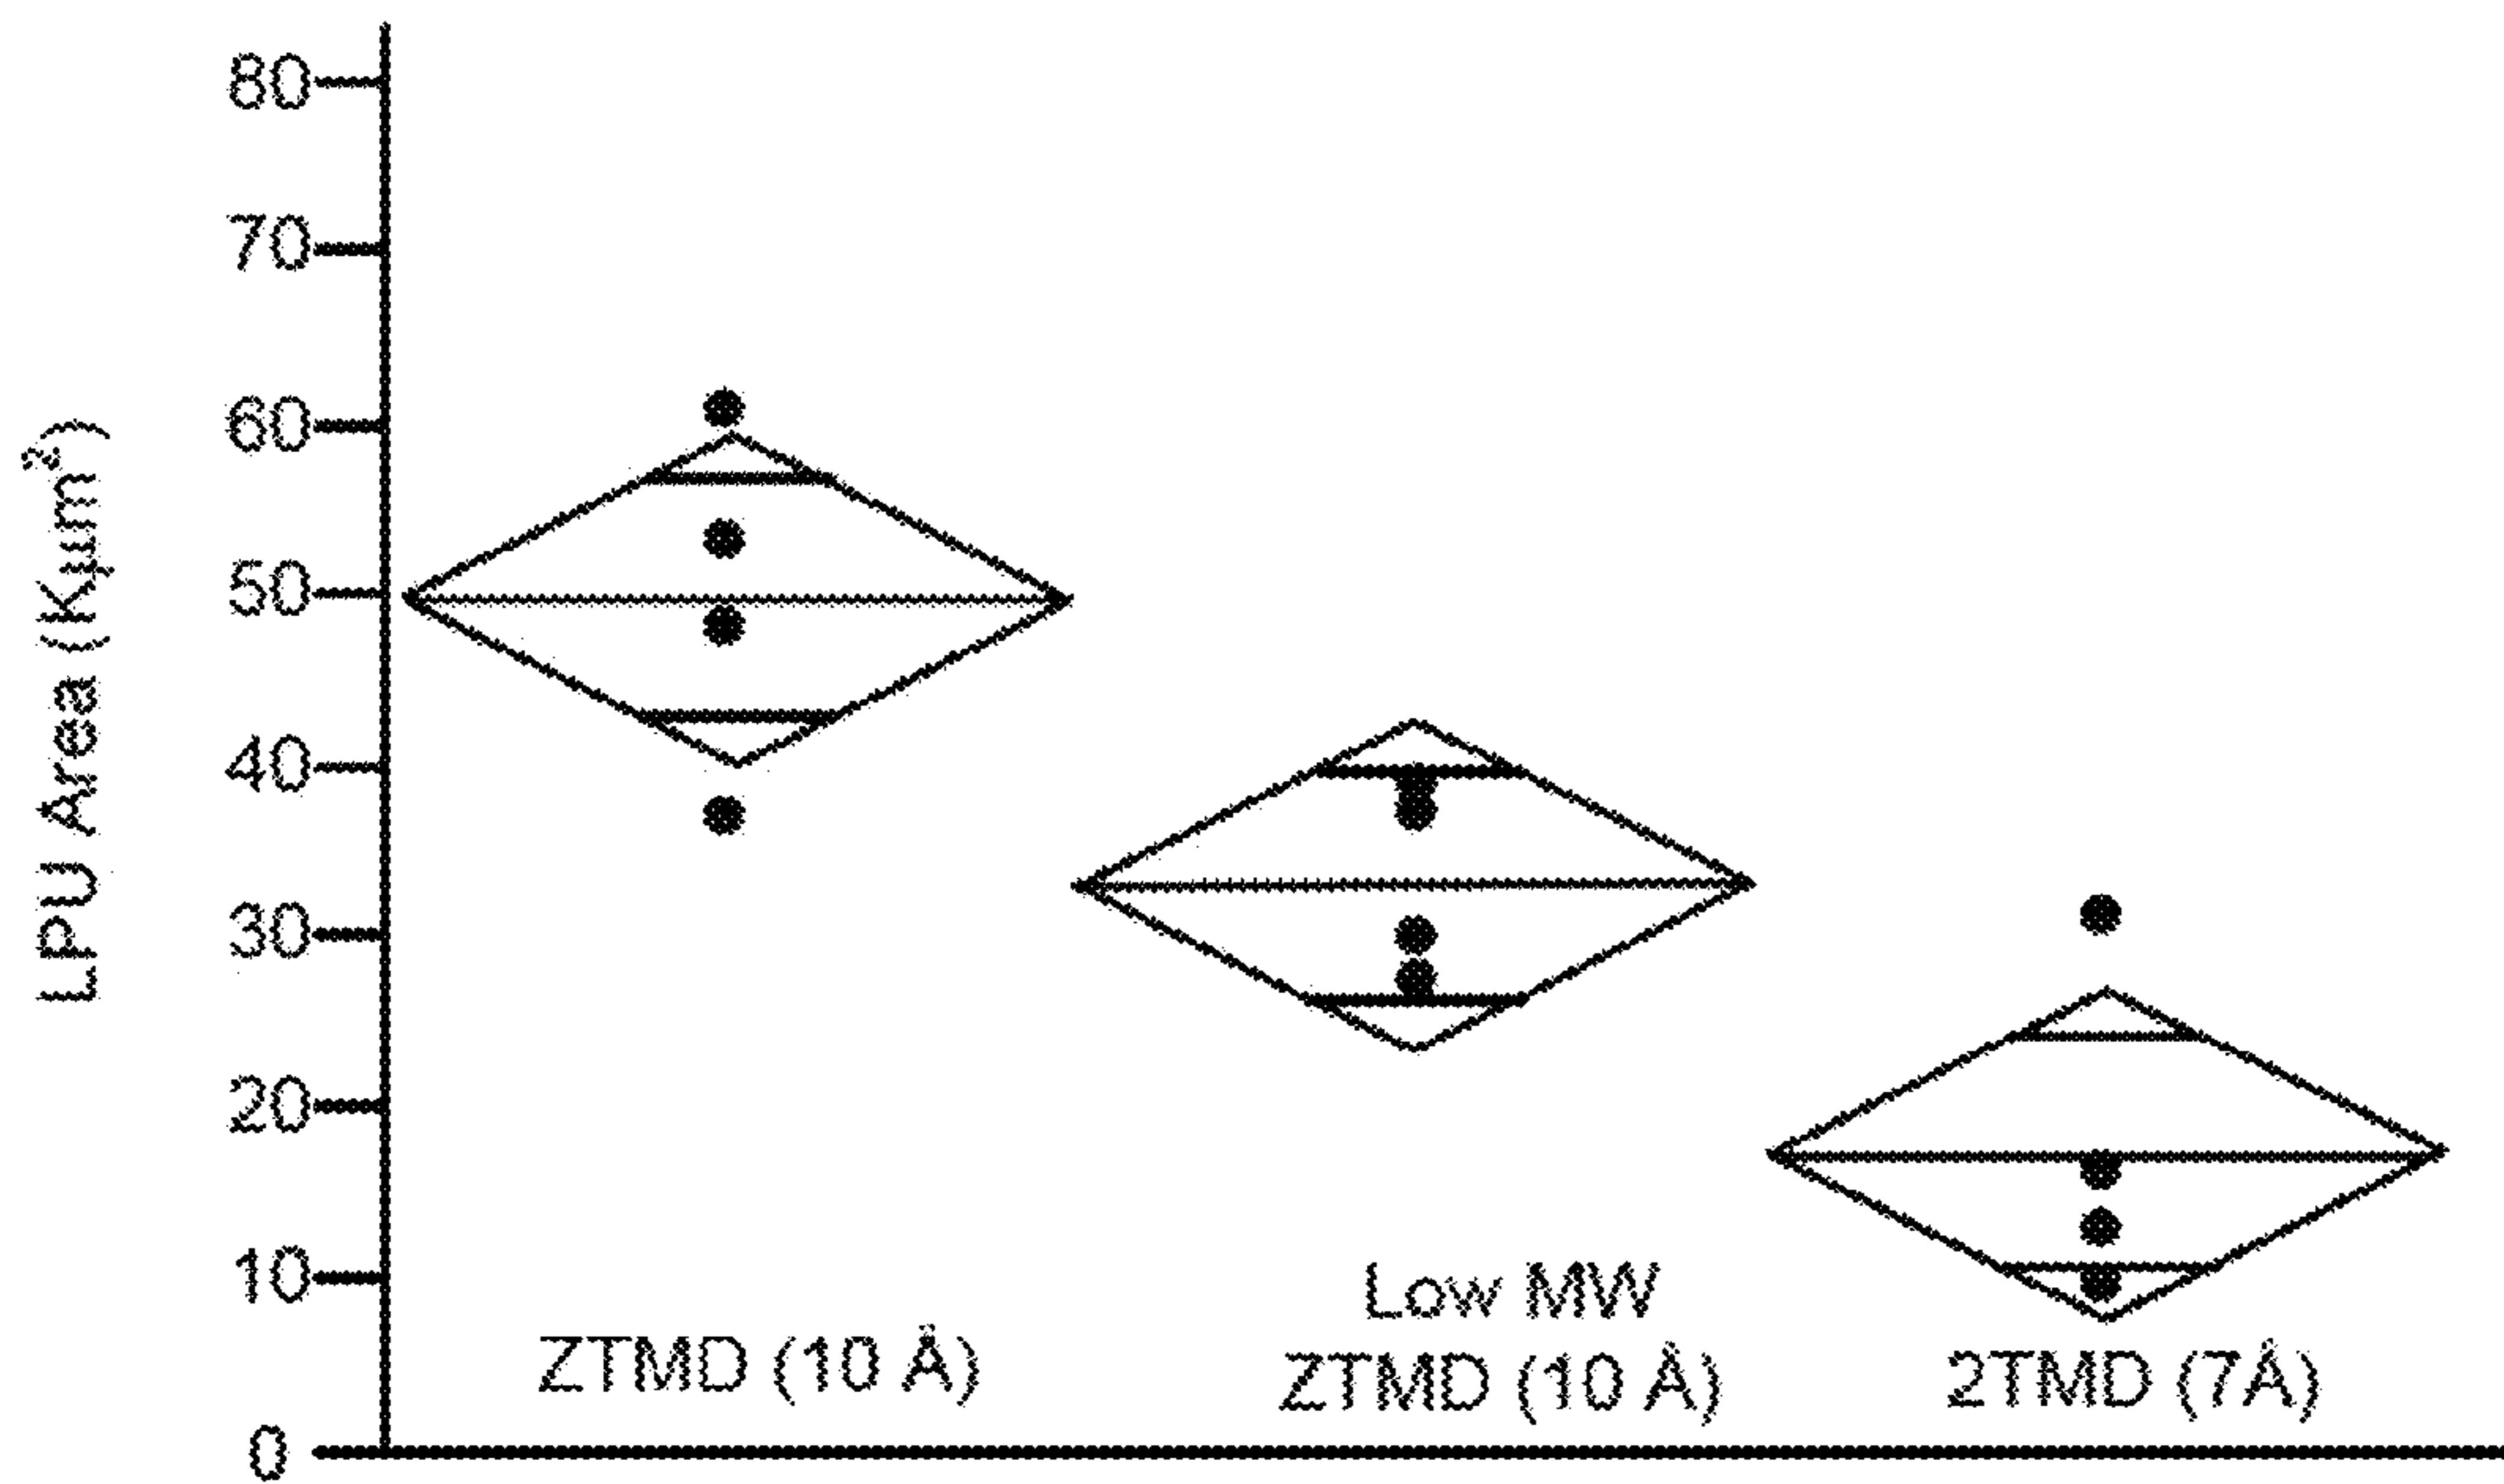 80
70
60
50
40
30
20
10
0
LPU Area (Kµm²)
ZTMD (10 Å)
Low MW
ZTMD (10 Å)
2TMD (7Å)